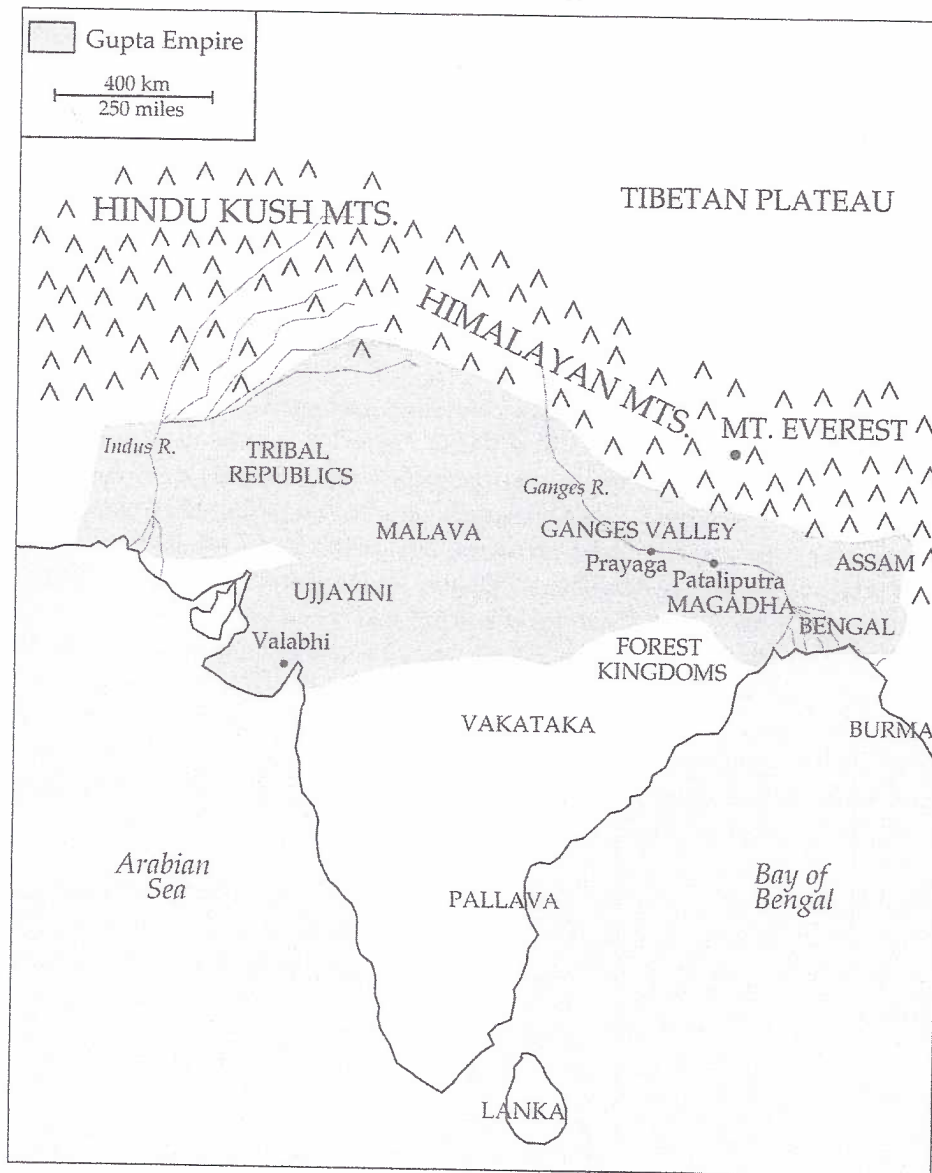 Gupta Empire
400 km
250 miles
HINDU KUSH MTS.
TIBETAN PLATEAU
HIMALAYAN MTS.
MT. EVEREST
Indus R.
TRIBAL
REPUBLICS
Ganges R.
MALAVA
GANGES VALLEY
Prayaga
Pataliputra
ASSAM
UJJAYINI
MAGADHA
BENGAL
Valabhi
FOREST
KINGDOMS
VAKATAKA
BURMA
Arabian
Sea
PALLAVA
Bay of
Bengal
LANKA